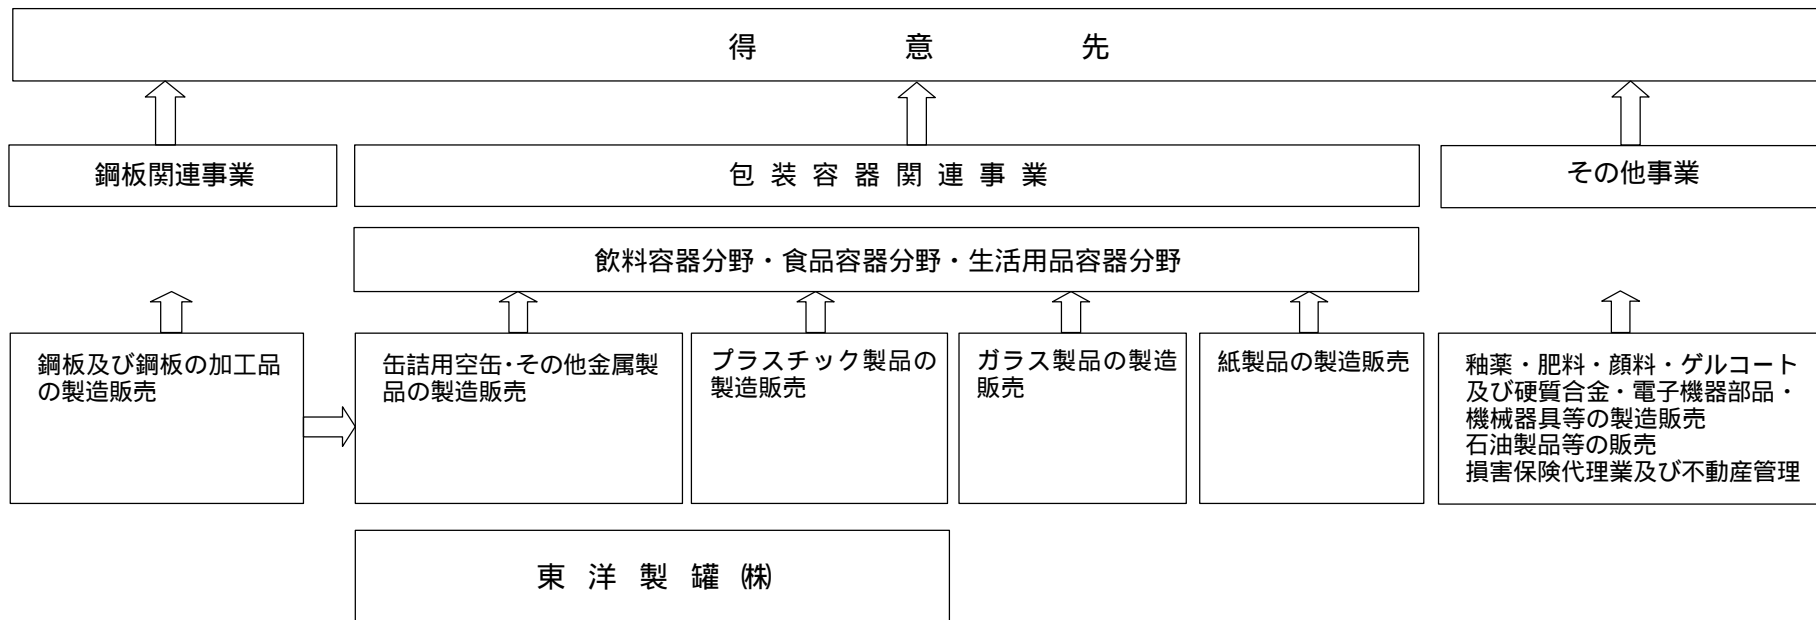 得意先
鋼板関連事業
包装容器関連事業
その他事業
飲料容器分野・食品容器分野・生活用品容器分野
鋼板及び鋼板の加工品
の製造販売
缶詰用空缶・その他金属製
品の製造販売
プラスチック製品の
製造販売
ガラス製品の製造
販売
紙製品の製造販売
釉薬・肥料・顔料・ゲルコート
及び硬質合金・電子機器部品・
機械器具等の製造販売
石油製品等の販売
損害保険代理業及び不動産管理
東洋製罐㈱